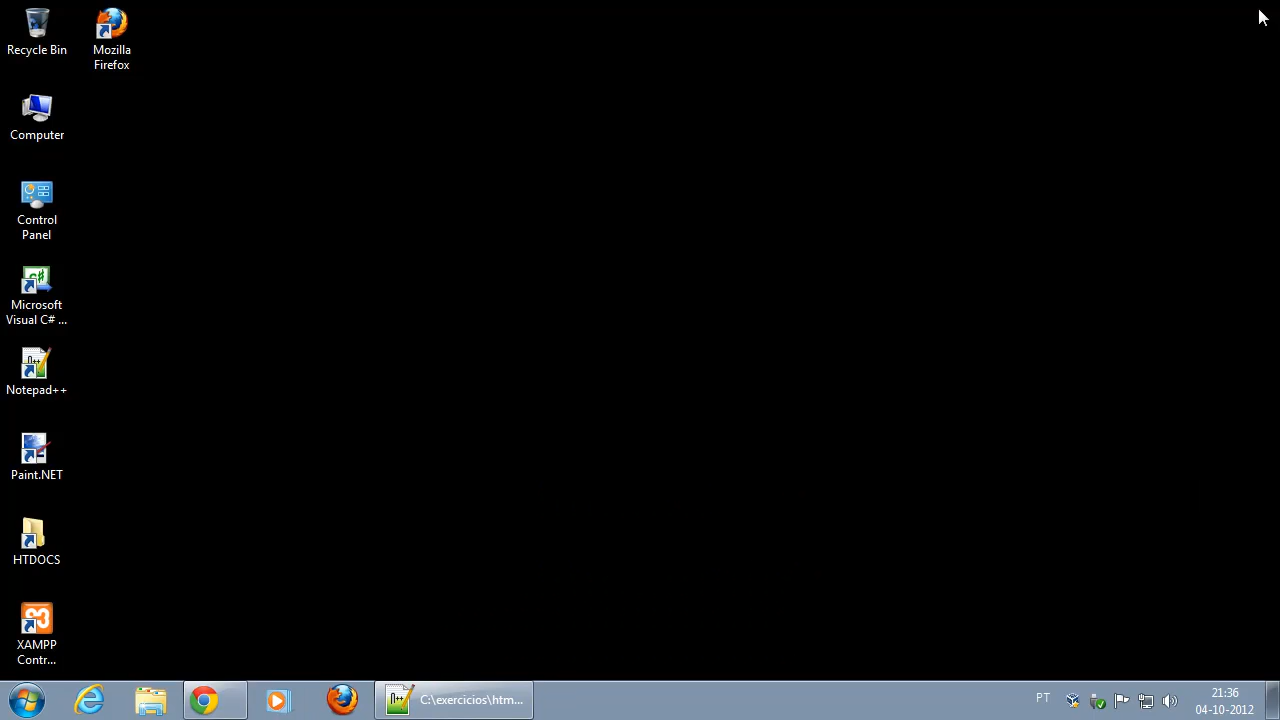 Recycle Bin
Mozilla
Firefox
Computer
Control
Panel
Microsoft
Visual C# ...
Notepad++
Paint.NET
HTDOCS
XAMPP
Contr...
C:\exercicios\htm...
PT
21:36
04-10-2012